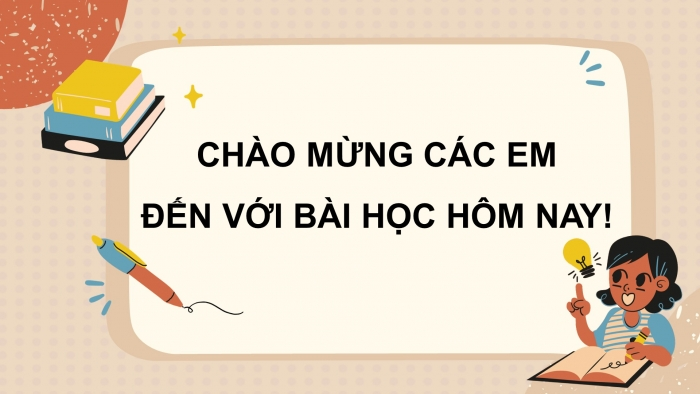 CHÀO MỪNG CÁC EM
ĐẾN VỚI BÀI HỌC HÔM NAY!